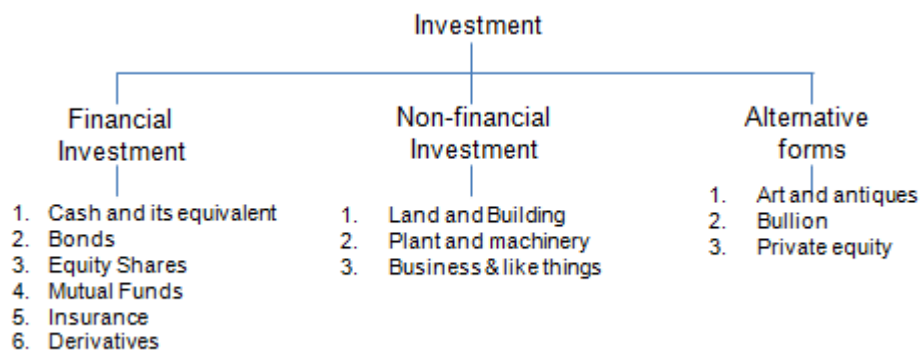 Investment
Financial
Investment
1. Cash and its equivalent
2. Bonds
3. Equity Shares
4. Mutual Funds
5. Insurance
6. Derivatives
Non-financial
Investment
1. Land and Building
2. Plant and machinery
3. Business & like things
Alternative
forms
1. Art and antiques
2. Bullion
3. Private equity